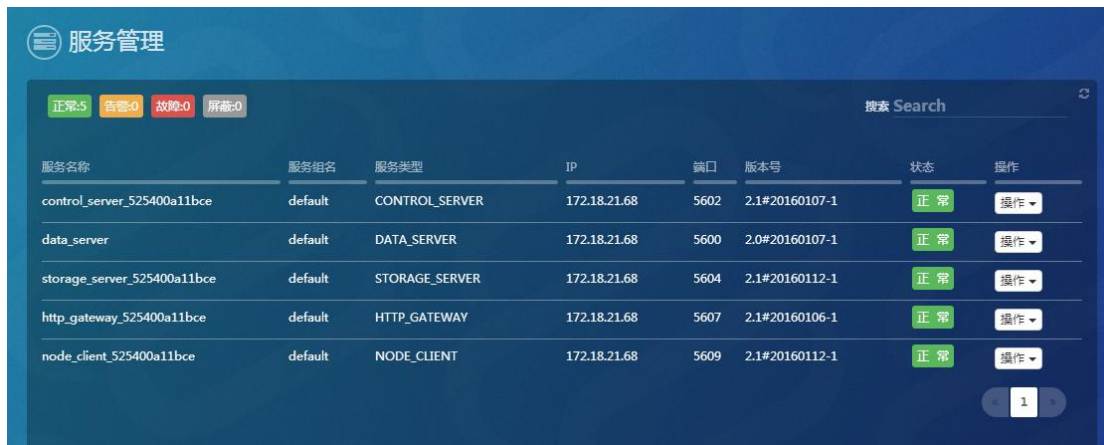 服务管理
正常:5 告警:0 故障:0 屏蔽:0 搜索 Search
服务名称 服务组名 服务类型 IP 端口 版本号 状态 操作
control_server_525400a11bce default CONTROL_SERVER 172.18.21.68 5602 2.1#20160107-1 正 常 操作
data_server default DATA_SERVER 172.18.21.68 5600 2.0#20160107-1 正 常 操作
storage_server_525400a11bce default STORAGE_SERVER 172.18.21.68 5604 2.1#20160112-1 正 常 操作
http_gateway_525400a11bce default HTTP_GATEWAY 172.18.21.68 5607 2.1#20160106-1 正 常 操作
node_client_525400a11bce default NODE_CLIENT 172.18.21.68 5609 2.1#20160112-1 正 常 操作
« 1 »